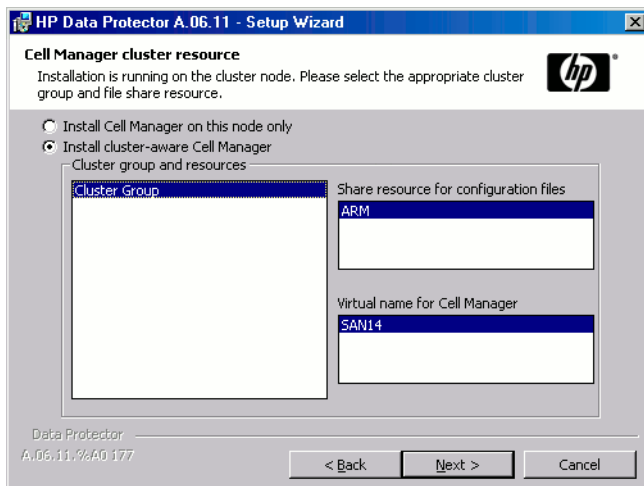 HP Data Protector A.06.11 - Setup Wizard
Cell Manager cluster resource
Installation is running on the cluster node. Please select the appropriate cluster
group and file share resource.
hp
Install Cell Manager on this node only
Install cluster-aware Cell Manager
Cluster group and resources
Cluster Group
Share resource for configuration files
ARM
Virtual name for Cell Manager
SAN14
Data Protector
A.06.11.%A0 177
< Back
Next >
Cancel